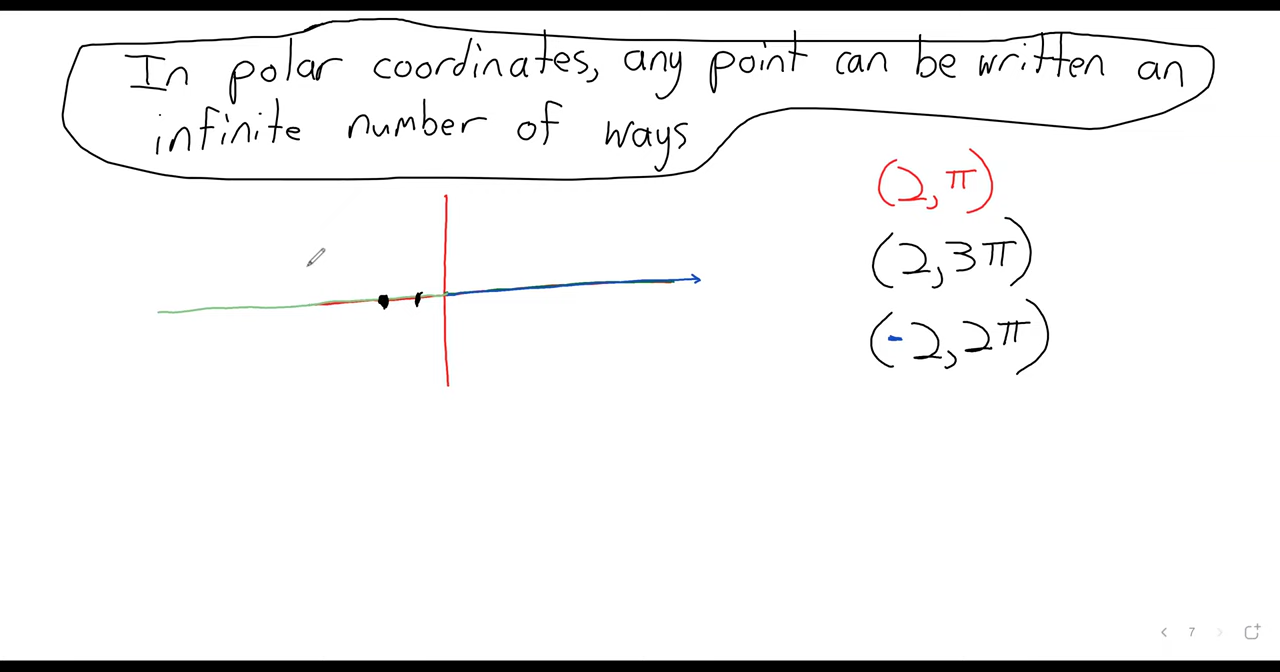 In polar coordinates, any point can be written an
infinite number of ways
(2, π)
(2, 3π)
(-2, 2π)
7